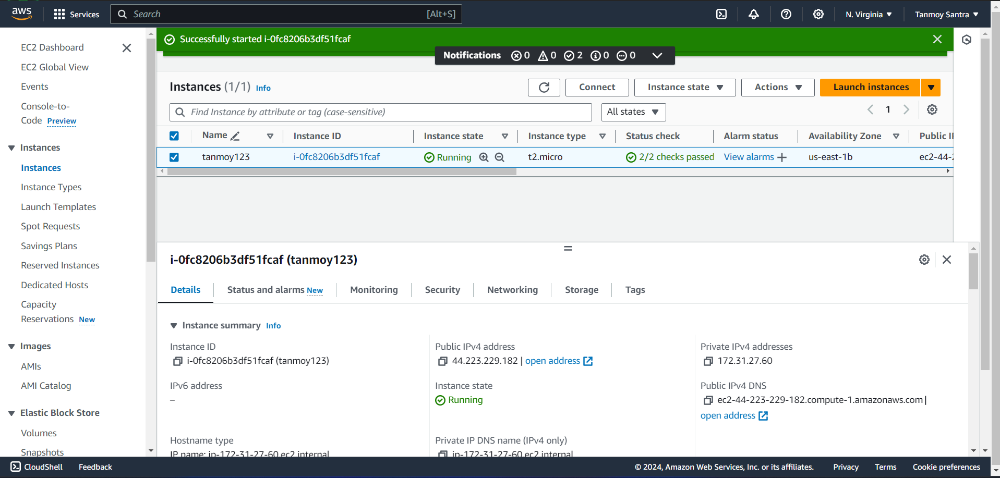 aws
Services
Search [Alt+S]
N. Virginia
Tanmoy Santra
EC2 Dashboard
EC2 Global View
Events
Console-to-
Code Preview
Instances
Instances
Instance Types
Launch Templates
Spot Requests
Savings Plans
Reserved Instances
Dedicated Hosts
Capacity
Reservations New
Images
AMIs
AMI Catalog
Elastic Block Store
Volumes
Snapshots
Successfully started i-0fc8206b3df51fcaf
Notifications 0 0 2 0 0
Instances (1/1) Info
Connect
Instance state
Actions
Launch instances
Find Instance by attribute or tag (case-sensitive)
All states
1
Name Instance ID Instance state Instance type Status check Alarm status Availability Zone Public
tanmoy123 i-0fc8206b3df51fcaf Running t2.micro 2/2 checks passed View alarms us-east-1b ec2-44-
i-0fc8206b3df51fcaf (tanmoy123)
Details Status and alarms New Monitoring Security Networking Storage Tags
Instance summary Info
Instance ID
i-0fc8206b3df51fcaf (tanmoy123)
Public IPv4 address
44.223.229.182 | open address
Private IPv4 addresses
172.31.27.60
IPv6 address
–
Instance state
Running
Public IPv4 DNS
ec2-44-223-229-182.compute-1.amazonaws.com |
open address
Hostname type
IP name: ip-172-31-27-60.ec2.internal
Private IP DNS name (IPv4 only)
ip-172-31-27-60.ec2.internal
CloudShell Feedback
© 2024, Amazon Web Services, Inc. or its affiliates. Privacy Terms Cookie preferences